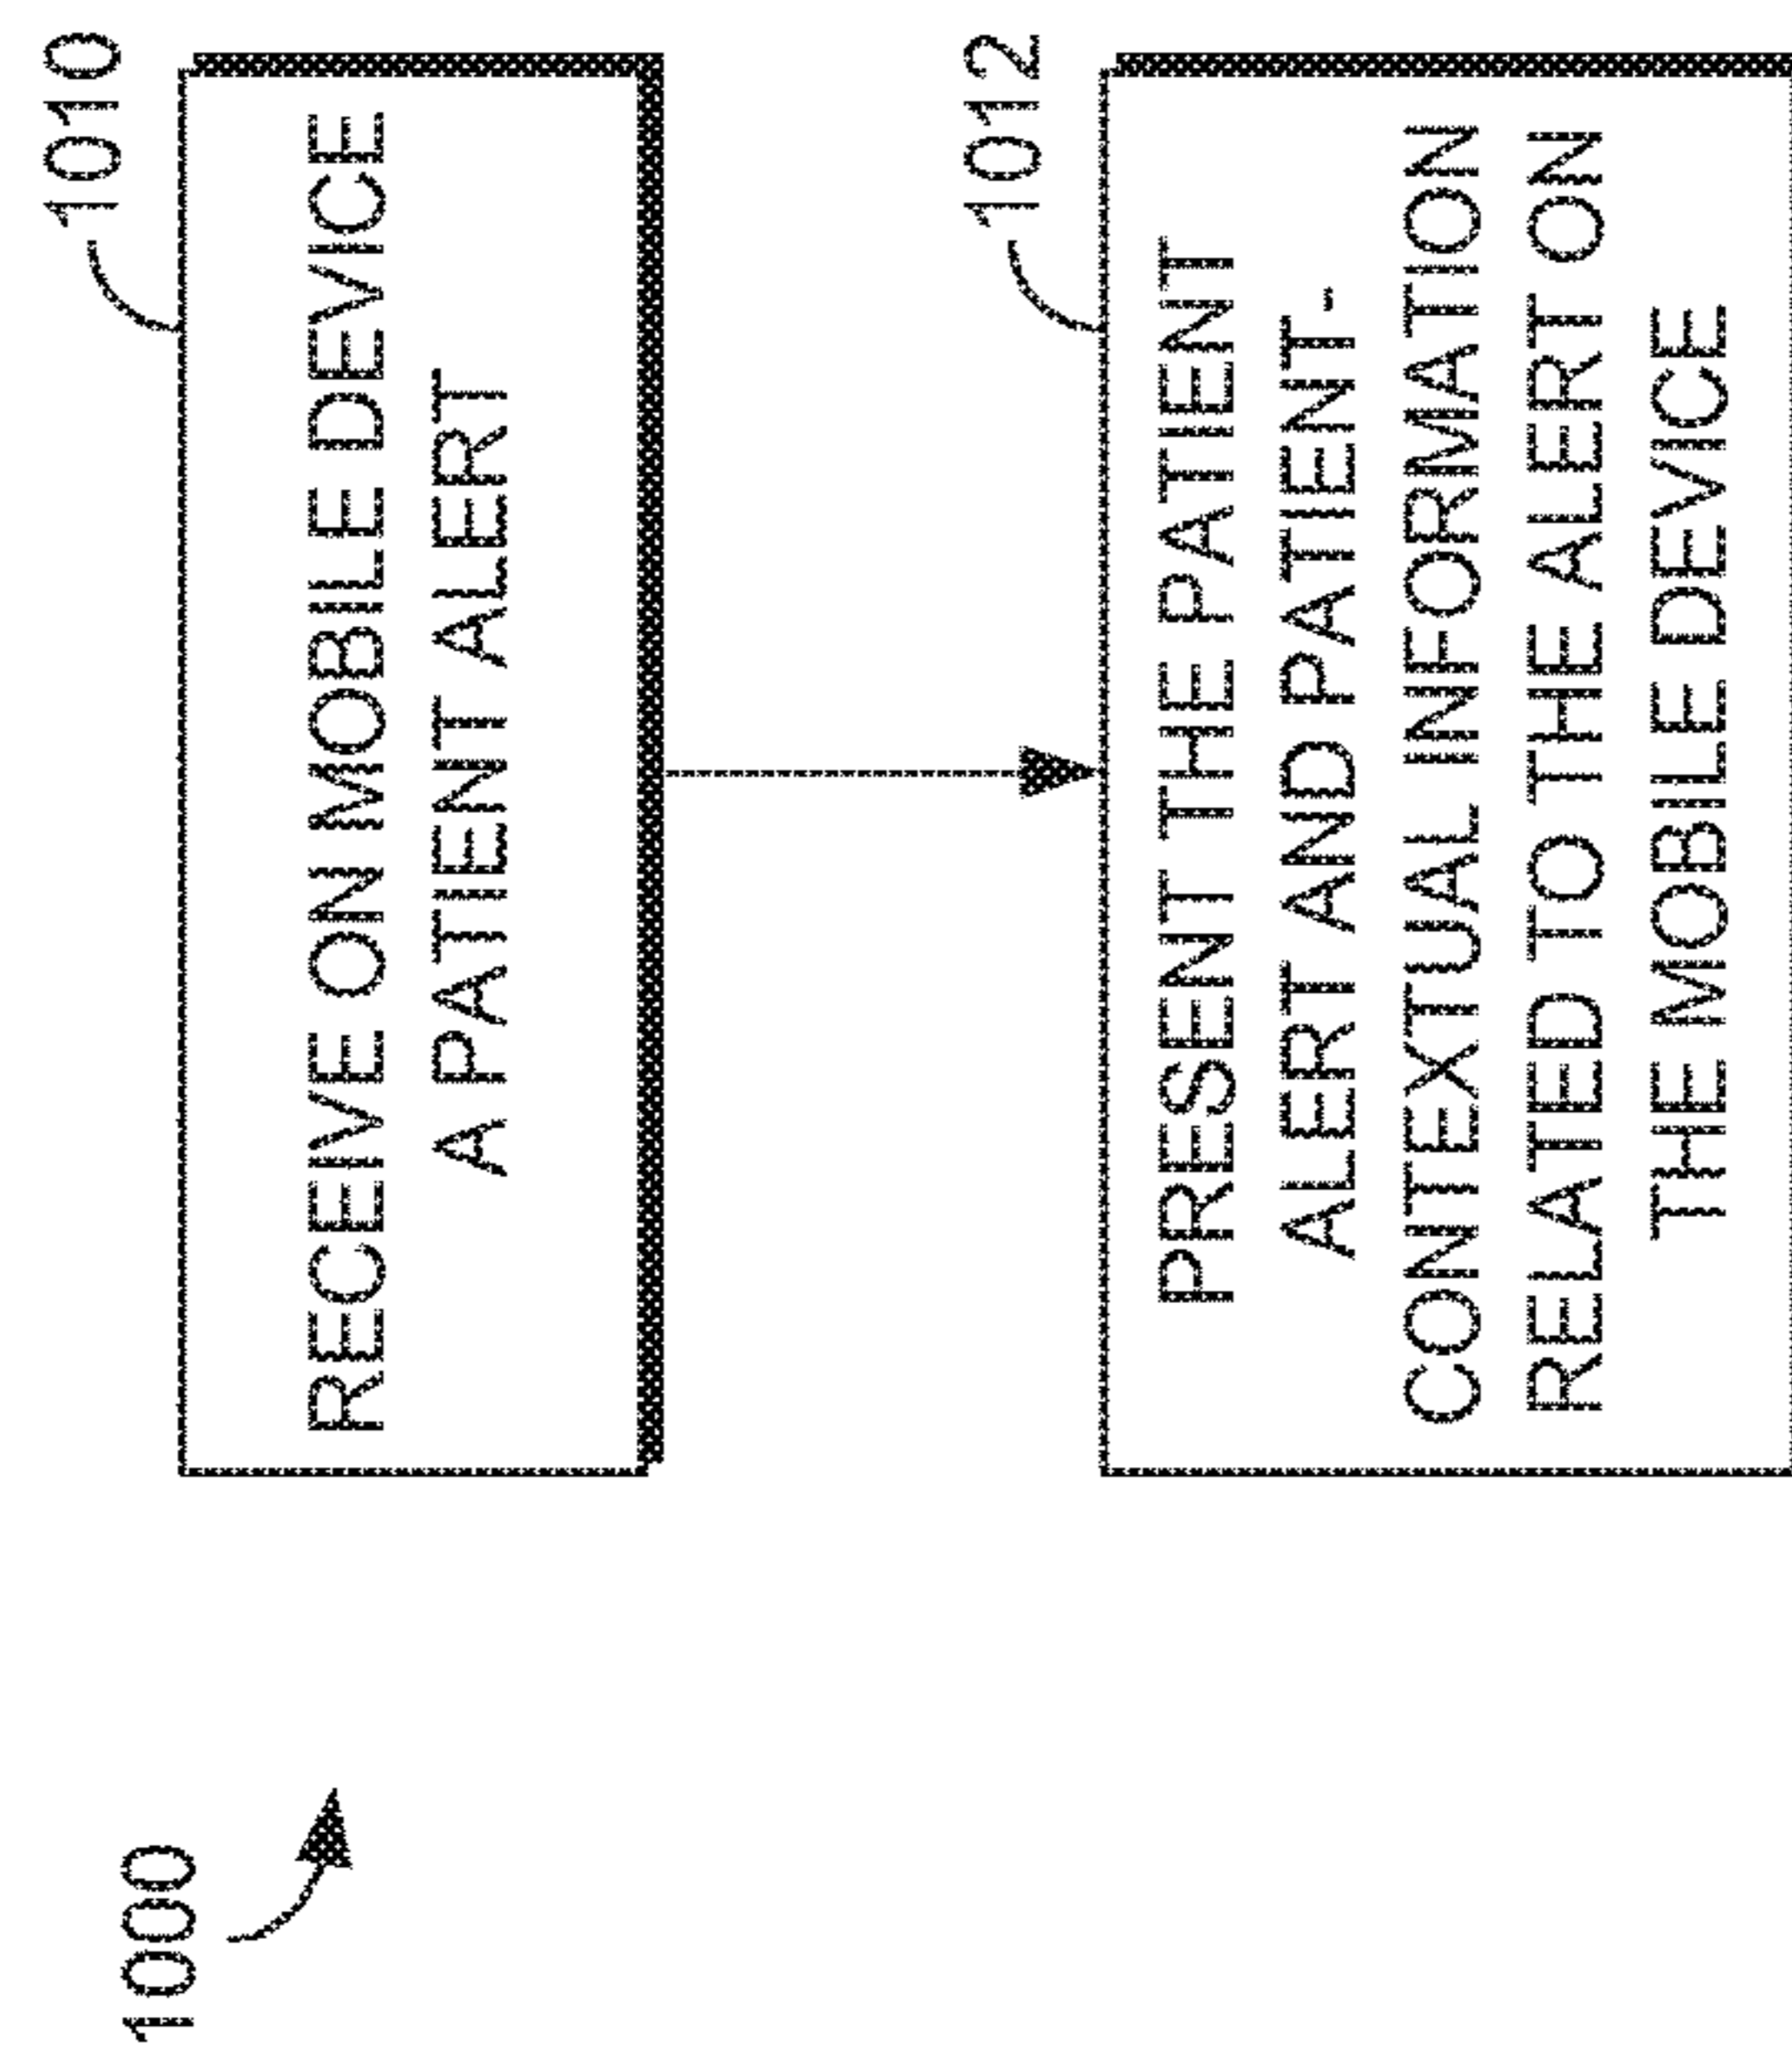 1000
1010
RECEIVE ON MOBILE DEVICE
A PATIENT ALERT
1012
PRESENT THE PATIENT
ALERT AND PATIENT-
CONTEXTUAL INFORMATION
RELATED TO THE ALERT ON
THE MOBILE DEVICE